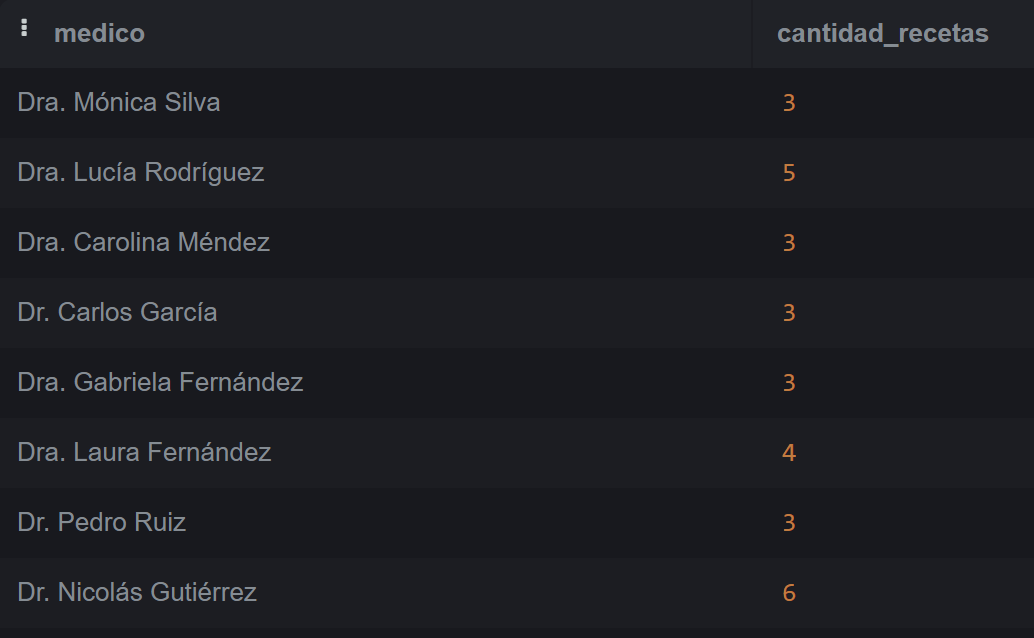 medico cantidad_recetas
Dra. Mónica Silva 3
Dra. Lucía Rodríguez 5
Dra. Carolina Méndez 3
Dr. Carlos García 3
Dra. Gabriela Fernández 3
Dra. Laura Fernández 4
Dr. Pedro Ruiz 3
Dr. Nicolás Gutiérrez 6